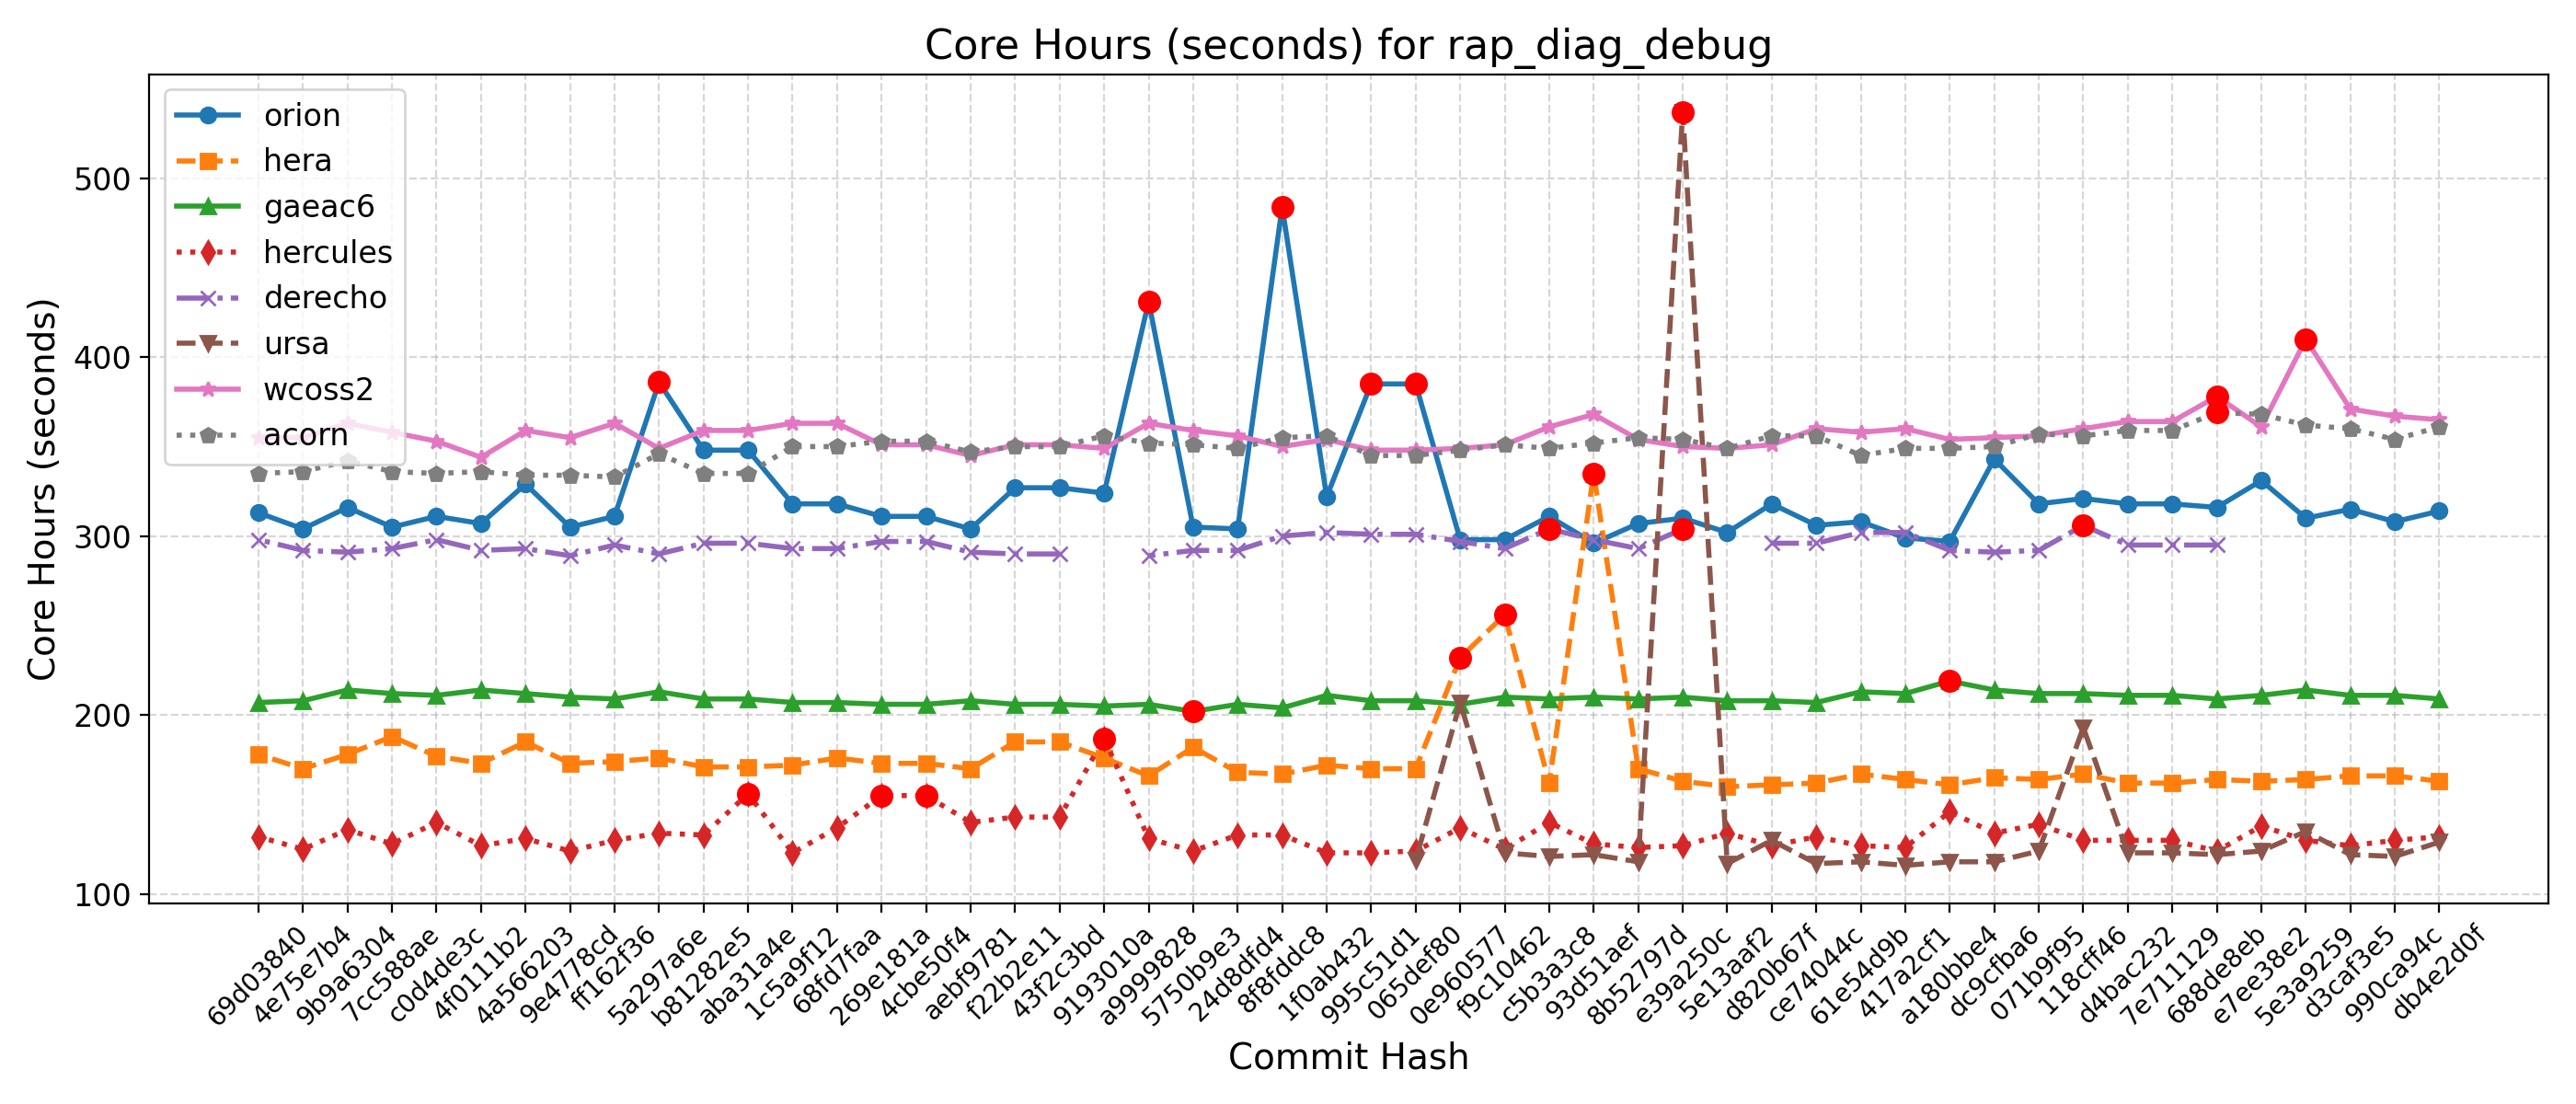 Core Hours (seconds) for rap_diag_debug
Core Hours (seconds)
500
400
300
200
100
orion
hera
gaeac6
hercules
derecho
ursa
wcoss2
acorn
69d03840
4e75e7b4
9b9a6304
7cc588ae
c0d4de3c
4f0111b2
4a566203
9e4778cd
ff162f36
5a297a6e
b81282e5
aba31a4e
1c5a9f12
68fd7faa
269e181a
4cbe50f4
aebf9781
f22b2e11
43f2c3bd
9193010a
a9999828
5750b9e3
24d8dfd4
8f8fddc8
1f0ab432
995c51d1
065def80
0e960577
f9c10462
c5b3a3c8
93d51aef
8b52797d
e39a250c
5e13aaf2
d820b67f
ce74044c
61e54d9b
417a2cf1
a180bbe4
dc9cfba6
071b9f95
118cff46
d4bac232
7e711129
688de8eb
e7ee38e2
5e3a9259
d3caf3e5
990ca94c
db4e2d0f
Commit Hash